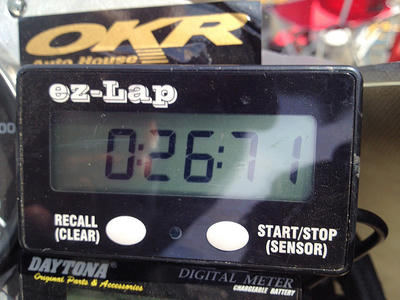 OKR
Auto House
ez-Lap
00
0:26:71
RECALL
(CLEAR)
START/STOP
(SENSOR)
DAYTONA
Original Parts & Accessories
DIGITAL METER
CHARGEABLE BATTERY